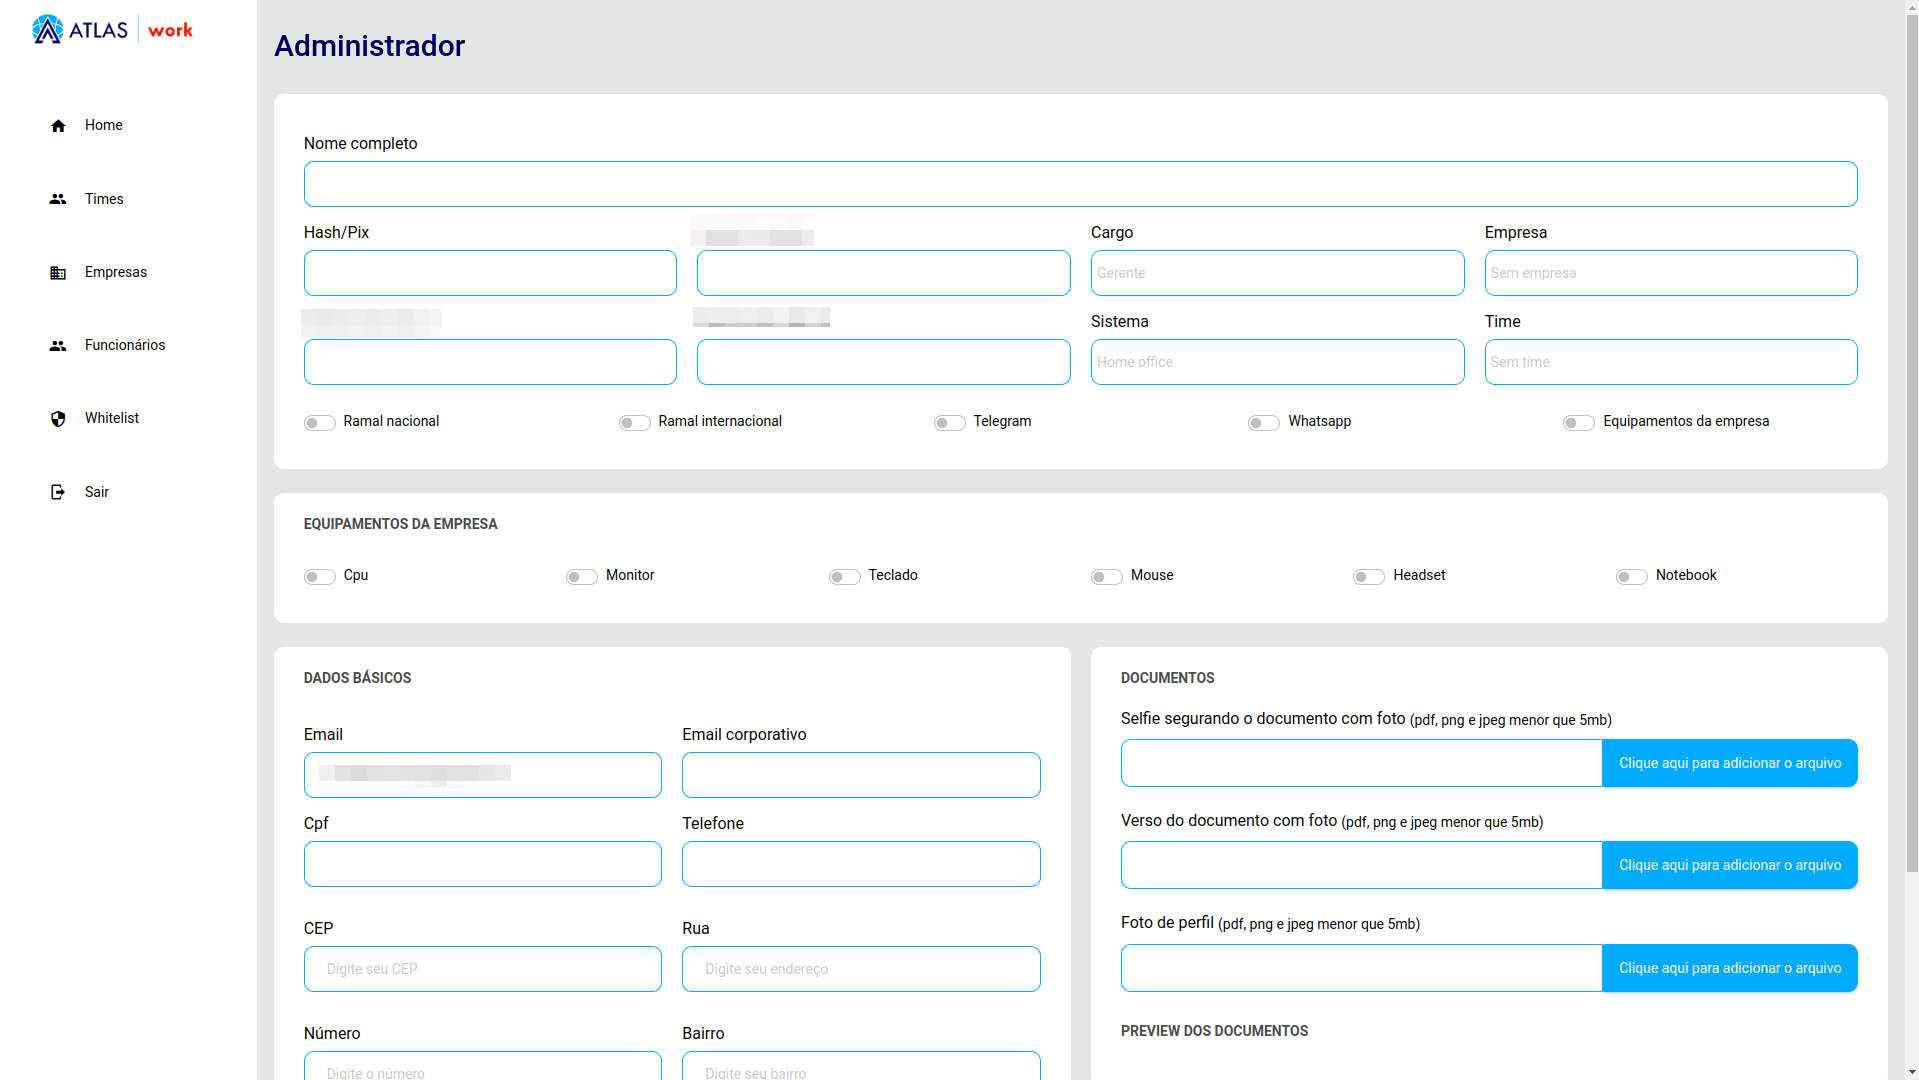 ATLAS work
Home
Times
Empresas
Funcionários
Whitelist
Sair
Administrador
Nome completo
Hash/Pix
Cargo
Empresa
Gerente
Sem empresa
Sistema
Time
Home office
Sem time
Ramal nacional
Ramal internacional
Telegram
Whatsapp
Equipamentos da empresa
EQUIPAMENTOS DA EMPRESA
Cpu
Monitor
Teclado
Mouse
Headset
Notebook
DADOS BÁSICOS
Email
Email corporativo
Cpf
Telefone
CEP
Rua
Digite seu CEP
Digite seu endereço
Número
Bairro
Digite o número
Digite seu bairro
DOCUMENTOS
Selfie segurando o documento com foto (pdf, png e jpeg menor que 5mb)
Clique aqui para adicionar o arquivo
Verso do documento com foto (pdf, png e jpeg menor que 5mb)
Clique aqui para adicionar o arquivo
Foto de perfil (pdf, png e jpeg menor que 5mb)
Clique aqui para adicionar o arquivo
PREVIEW DOS DOCUMENTOS